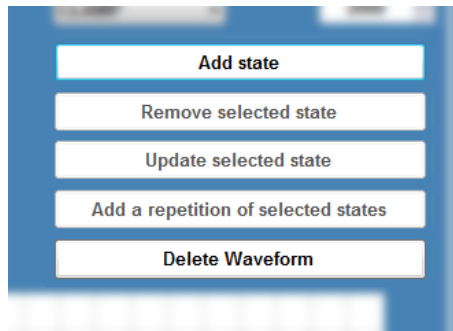 Add state
Remove selected state
Update selected state
Add a repetition of selected states
Delete Waveform